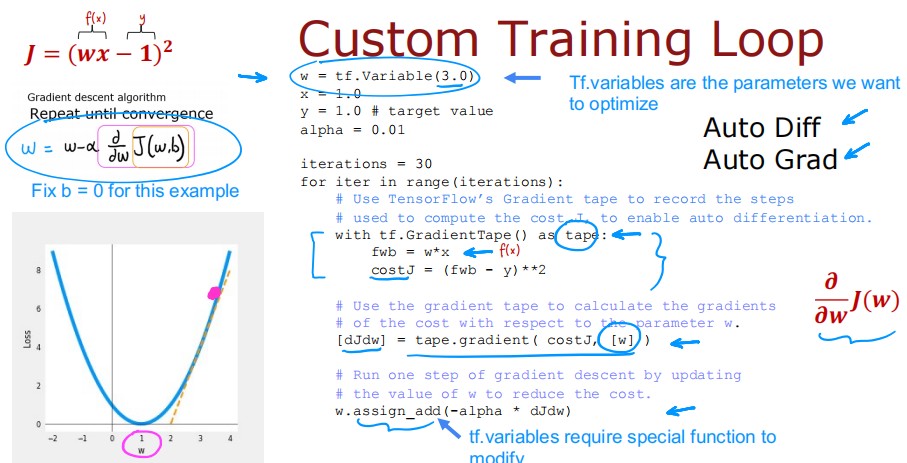 f(x) y
J = (wx − 1)²
Custom Training Loop
Gradient descent algorithm
Repeat until convergence
w = w-α ∂/∂w J(w,b)
Fix b = 0 for this example
w = tf.Variable(3.0)
x = 1.0
y = 1.0 # target value
alpha = 0.01
Tf.variables are the parameters we want
to optimize
Auto Diff
Auto Grad
iterations = 30
for iter in range(iterations):
# Use TensorFlow's Gradient tape to record the steps
# used to compute the cost J, to enable auto differentiation.
with tf.GradientTape() as tape:
fwb = w*x f(x)
costJ = (fwb - y)**2
# Use the gradient tape to calculate the gradients
# of the cost with respect to the parameter w.
[dJdw] = tape.gradient( costJ, [w] )
∂/∂w J(w)
# Run one step of gradient descent by updating
# the value of w to reduce the cost.
w.assign_add(-alpha * dJdw)
tf.variables require special function to
modify
Loss
8
6
4
2
0
−2 −1 0 1 2 3 4
w